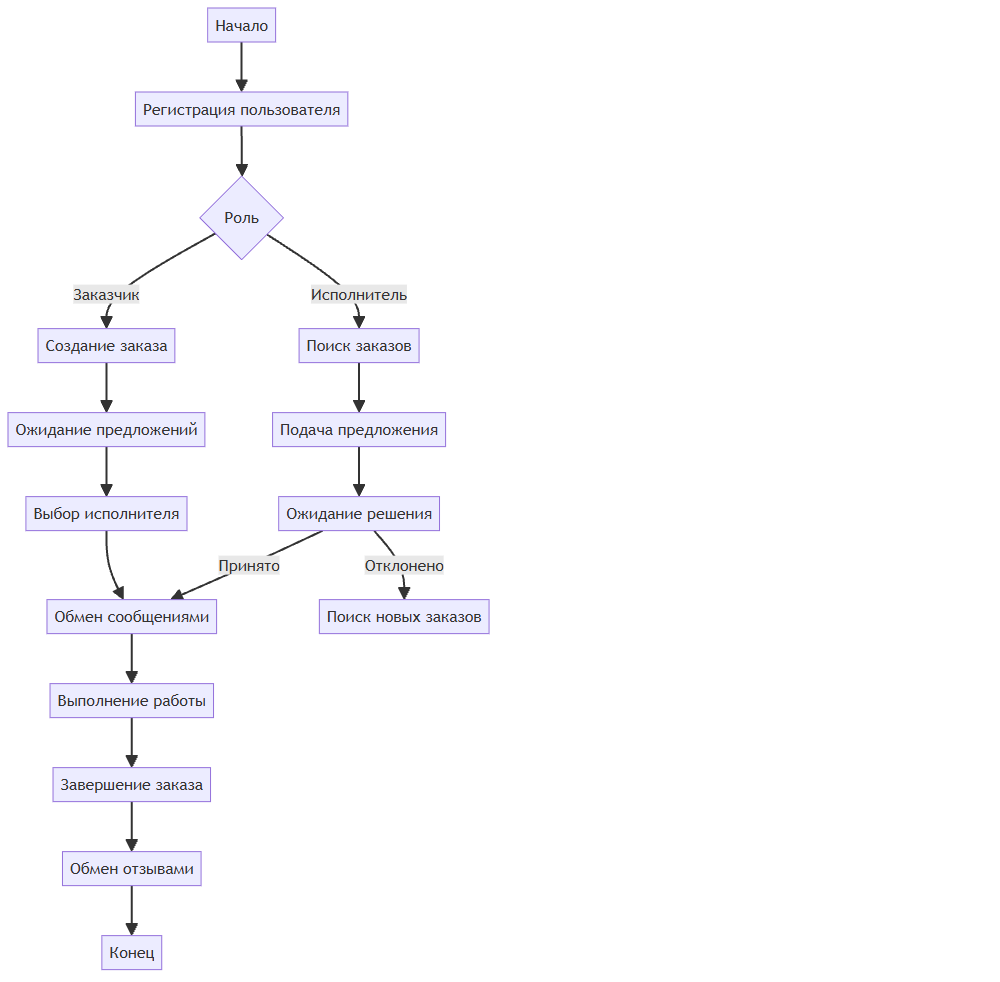 Начало
Регистрация пользователя
Роль
Заказчик
Исполнитель
Создание заказа
Поиск заказов
Ожидание предложений
Подача предложения
Выбор исполнителя
Ожидание решения
Принято
Отклонено
Обмен сообщениями
Поиск новых заказов
Выполнение работы
Завершение заказа
Обмен отзывами
Конец